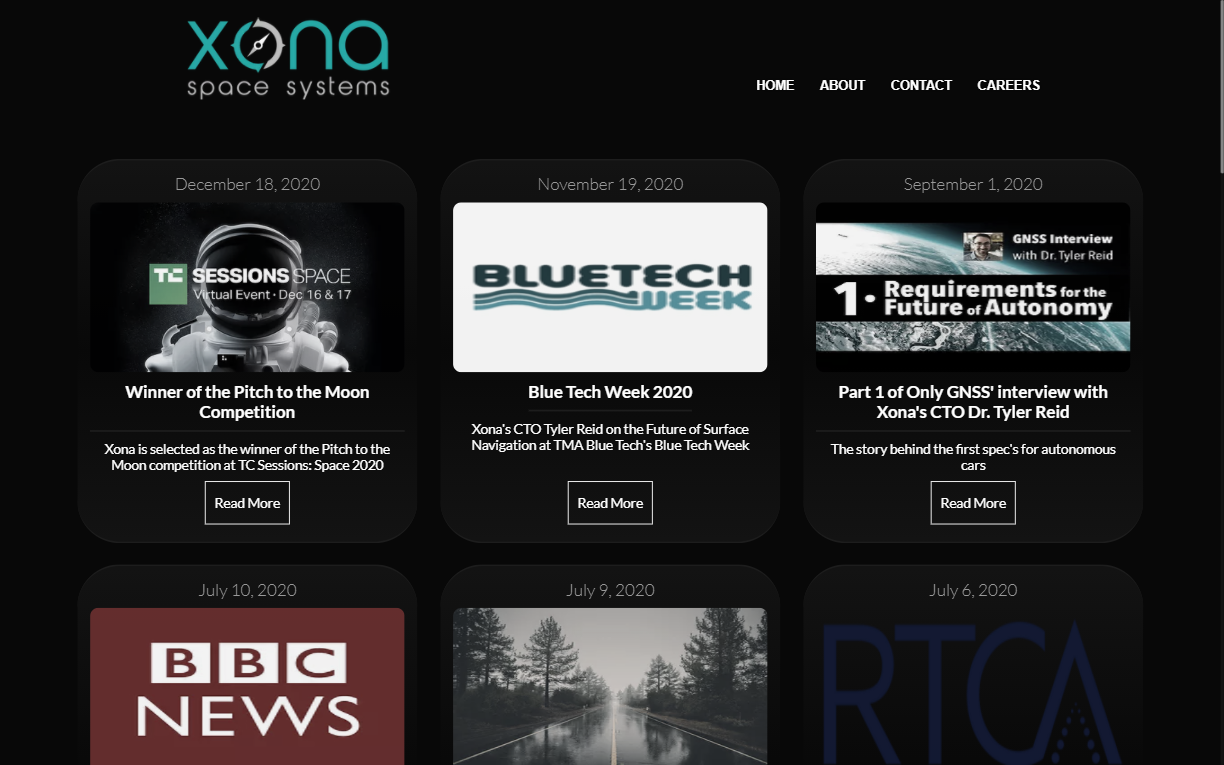 xona
space systems
HOME ABOUT CONTACT CAREERS
December 18, 2020
TC SESSIONS SPACE
Virtual Event · Dec 16 & 17
Winner of the Pitch to the Moon
Competition
Xona is selected as the winner of the Pitch to the
Moon competition at TC Sessions: Space 2020
Read More
November 19, 2020
BLUETECH
WEEK
Blue Tech Week 2020
Xona's CTO Tyler Reid on the Future of Surface
Navigation at TMA Blue Tech's Blue Tech Week
Read More
September 1, 2020
GNSS Interview
with Dr. Tyler Reid
1· Requirements for the
Future of Autonomy
Part 1 of Only GNSS' interview with
Xona's CTO Dr. Tyler Reid
The story behind the first spec's for autonomous
cars
Read More
July 10, 2020
BBC
NEWS
July 9, 2020
July 6, 2020
RTCA